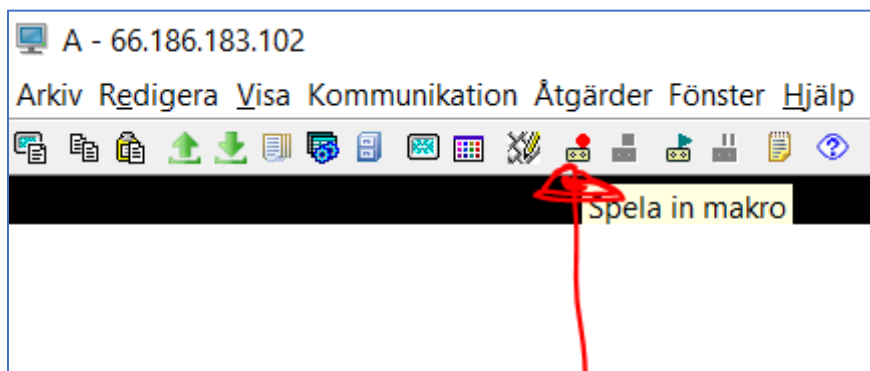 A - 66.186.183.102
Arkiv Redigera Visa Kommunikation Åtgärder Fönster Hjälp
Spela in makro